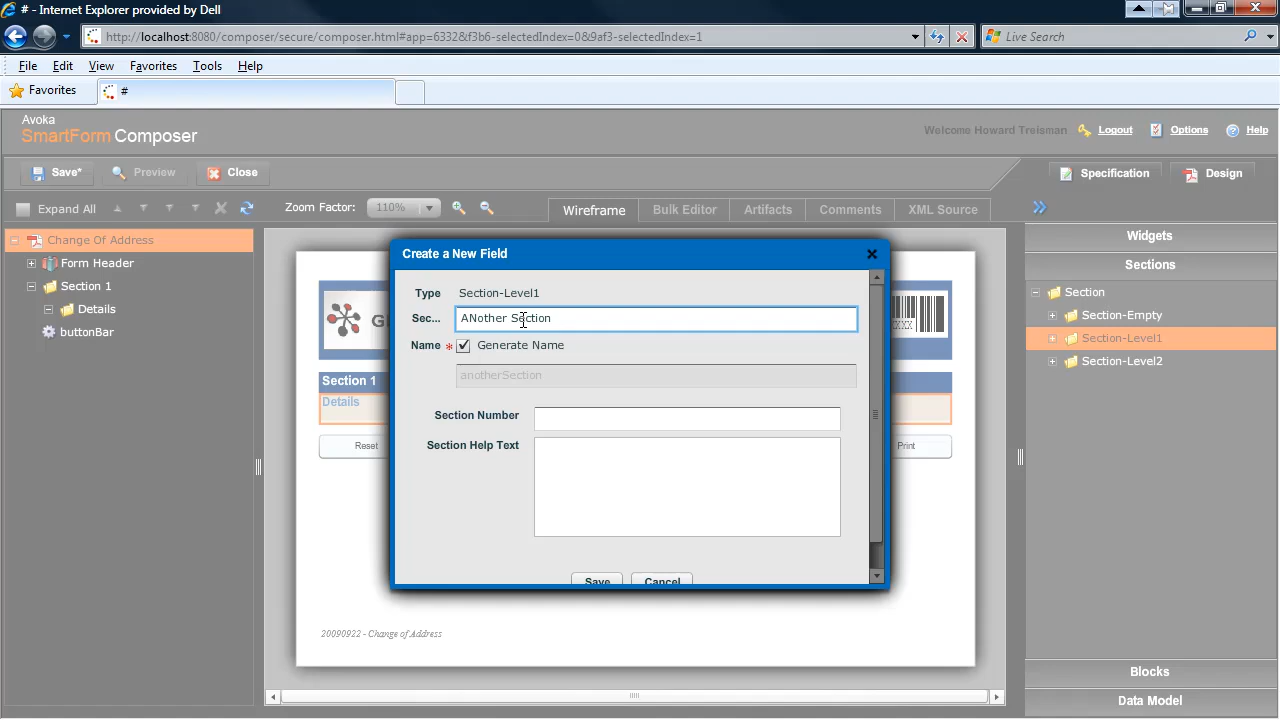 # - Internet Explorer provided by Dell
http://localhost:8080/composer/secure/composer.html#app=6332&f3b6-selectedIndex=0&9af3-selectedIndex=1
Live Search
File Edit View Favorites Tools Help
Favorites
#
Avoka
SmartForm Composer
Welcome Howard Treisman Logout Options Help
Save* Preview Close
Specification Design
Expand All
Zoom Factor: 110%
Wireframe Bulk Editor Artifacts Comments XML Source
Change Of Address
Form Header
Section 1
Details
buttonBar
Section 1
Details
Reset
Print
20090922 - Change of Address
Create a New Field
Type Section-Level1
Sec... ANother Section
Name * Generate Name
anotherSection
Section Number
Section Help Text
Save Cancel
Widgets
Sections
Section
Section-Empty
Section-Level1
Section-Level2
Blocks
Data Model